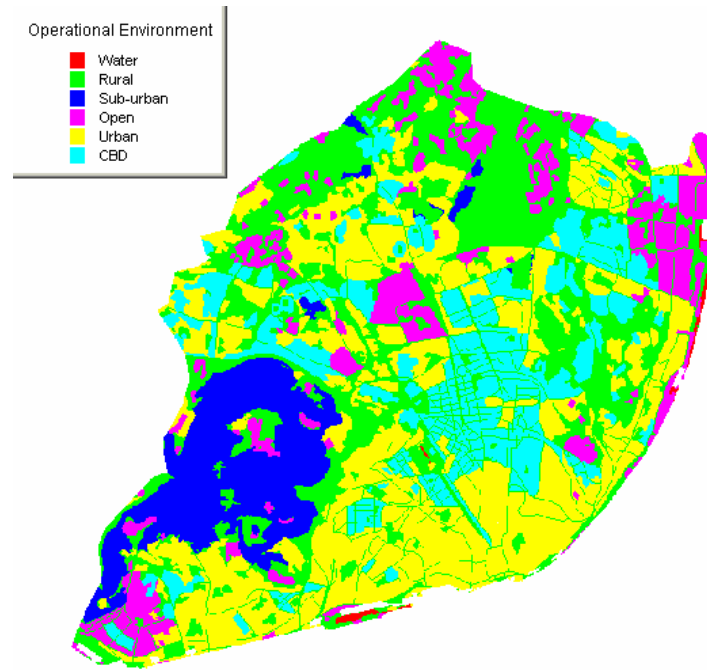 Operational Environment
Water
Rural
Sub-urban
Open
Urban
CBD